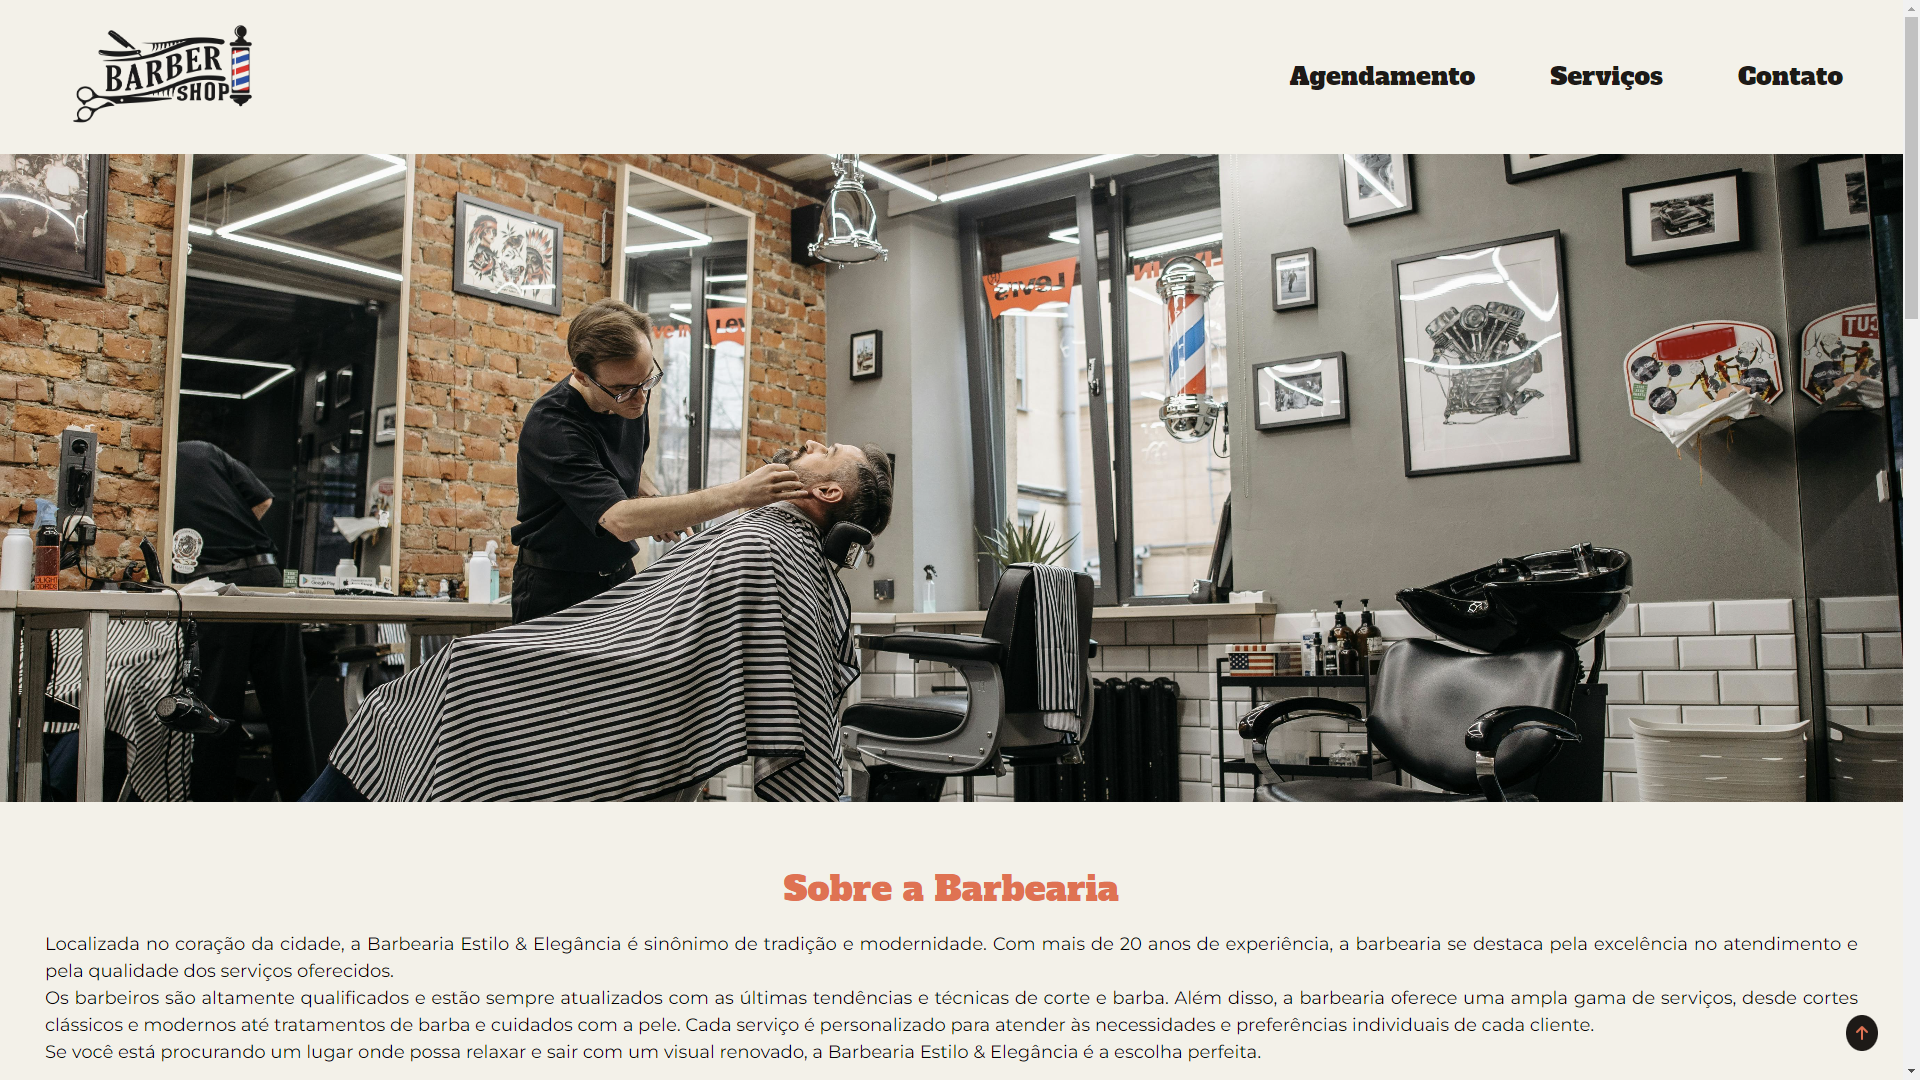 BARBER
SHOP
Agendamento
Serviços
Contato
Levi's
Sobre a Barbearia
Localizada no coração da cidade, a Barbearia Estilo & Elegância é sinônimo de tradição e modernidade. Com mais de 20 anos de experiência, a barbearia se destaca pela excelência no atendimento e
pela qualidade dos serviços oferecidos.
Os barbeiros são altamente qualificados e estão sempre atualizados com as últimas tendências e técnicas de corte e barba. Além disso, a barbearia oferece uma ampla gama de serviços, desde cortes
clássicos e modernos até tratamentos de barba e cuidados com a pele. Cada serviço é personalizado para atender às necessidades e preferências individuais de cada cliente.
Se você está procurando um lugar onde possa relaxar e sair com um visual renovado, a Barbearia Estilo & Elegância é a escolha perfeita.